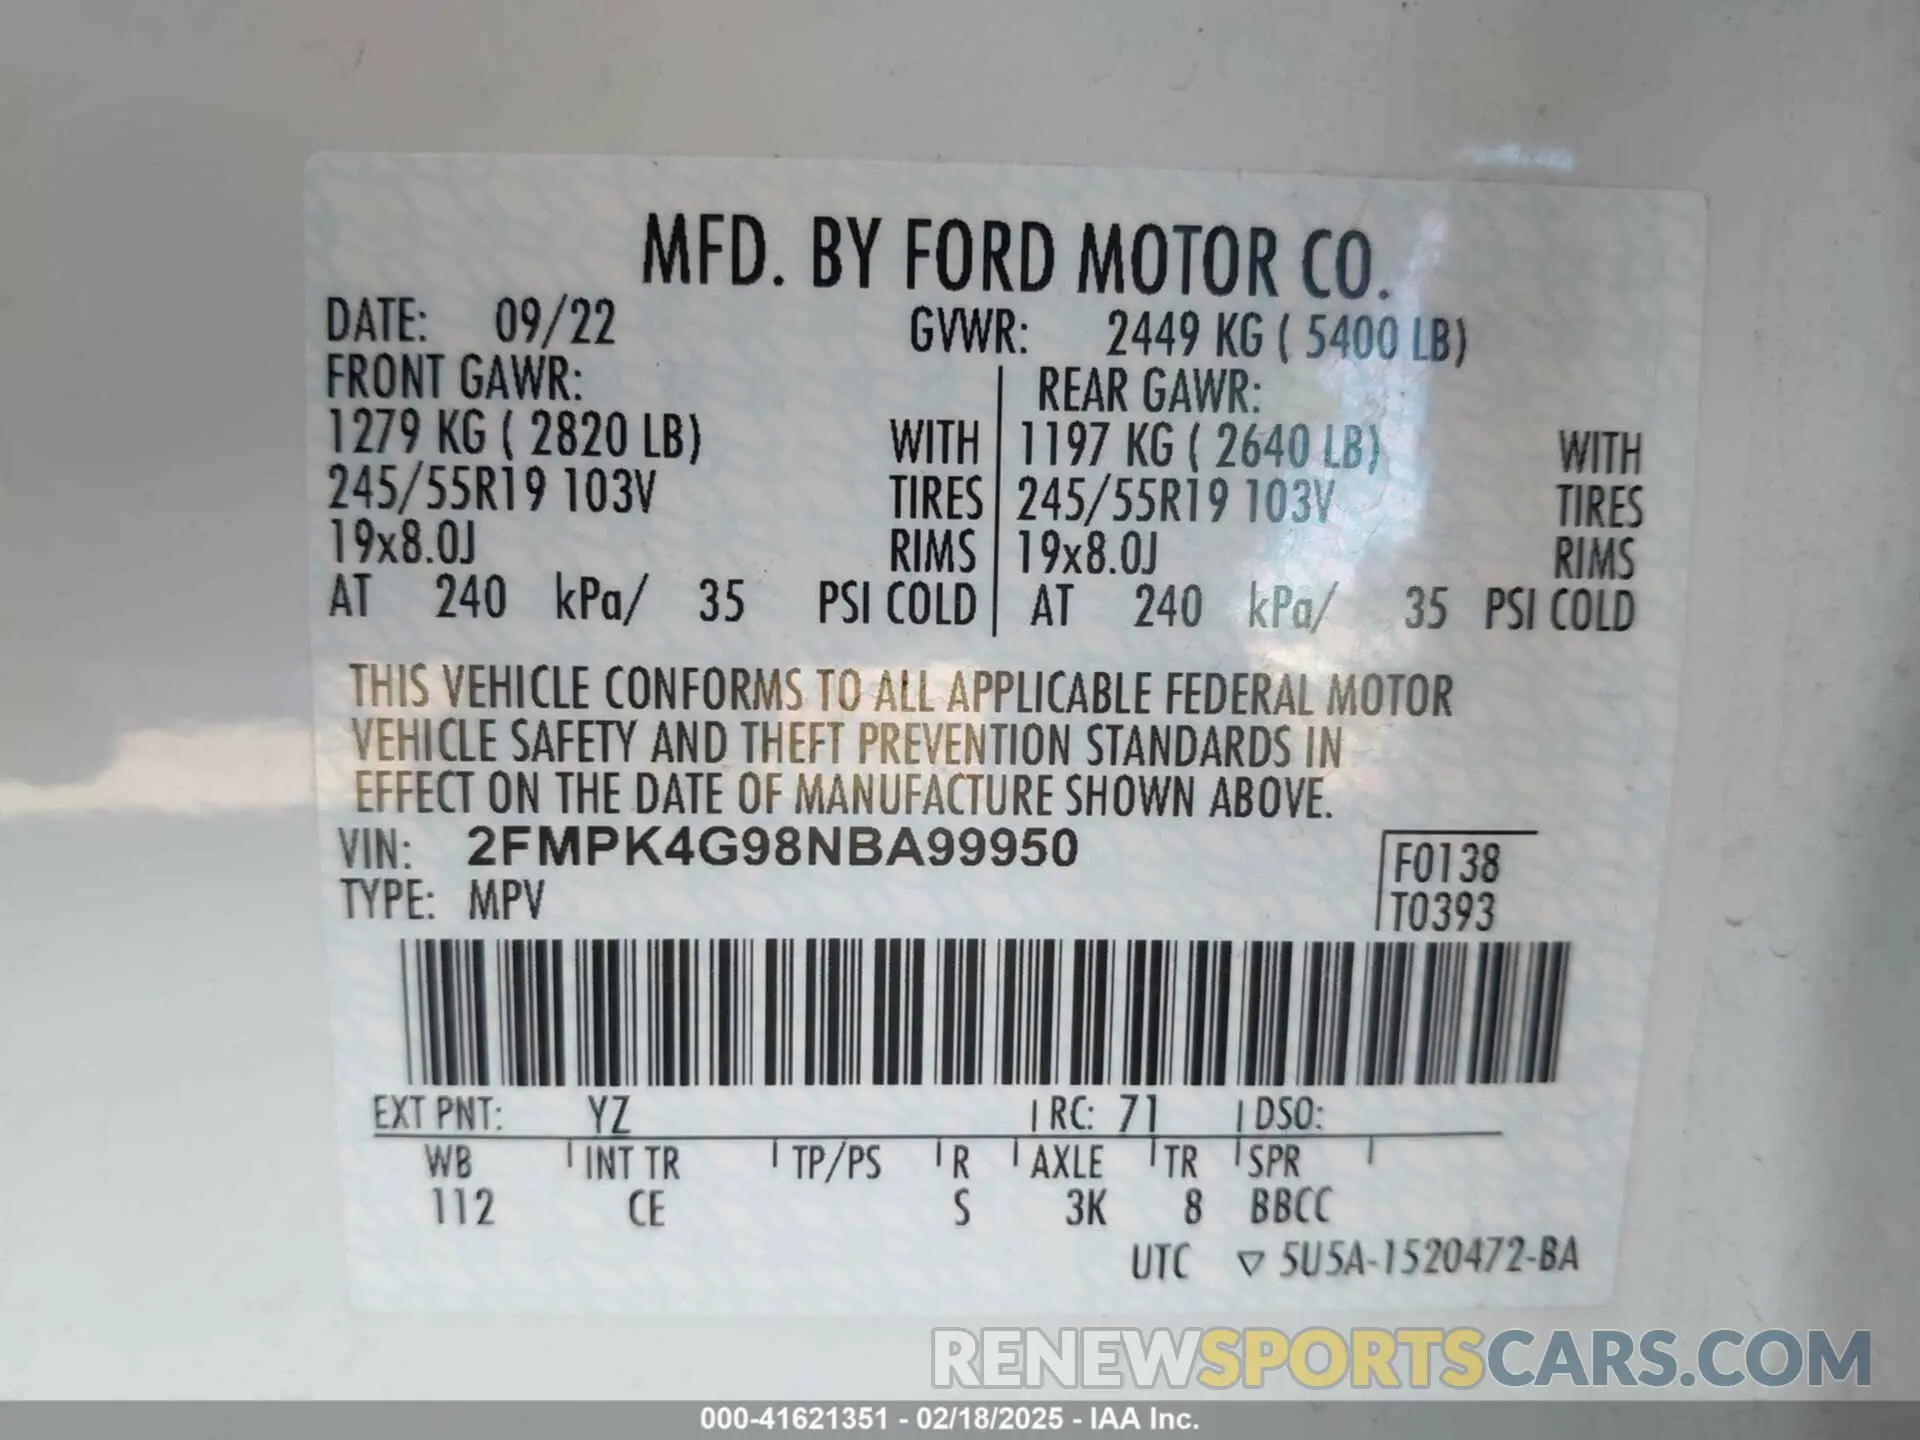 MFD. BY FORD MOTOR CO.
DATE: 09/22 GVWR: 2449 KG ( 5400 LB)
FRONT GAWR: REAR GAWR:
1279 KG ( 2820 LB) WITH 1197 KG ( 2640 LB) WITH
245/55R19 103V TIRES 245/55R19 103V TIRES
19x8.0J RIMS 19x8.0J RIMS
AT 240 kPa/ 35 PSI COLD AT 240 kPa/ 35 PSI COLD
THIS VEHICLE CONFORMS TO ALL APPLICABLE FEDERAL MOTOR
VEHICLE SAFETY AND THEFT PREVENTION STANDARDS IN
EFFECT ON THE DATE OF MANUFACTURE SHOWN ABOVE.
VIN: 2FMPK4G98NBA99950 F0138
TYPE: MPV T0393
EXT PNT: YZ RC: 71 DSO:
WB INT TR TP/PS R AXLE TR SPR
112 CE S 3K 8 BBCC
UTC ▽ 5U5A-1520472-BA
RENEWSPORTSCARS.COM
000-41621351 - 02/18/2025 - IAA Inc.